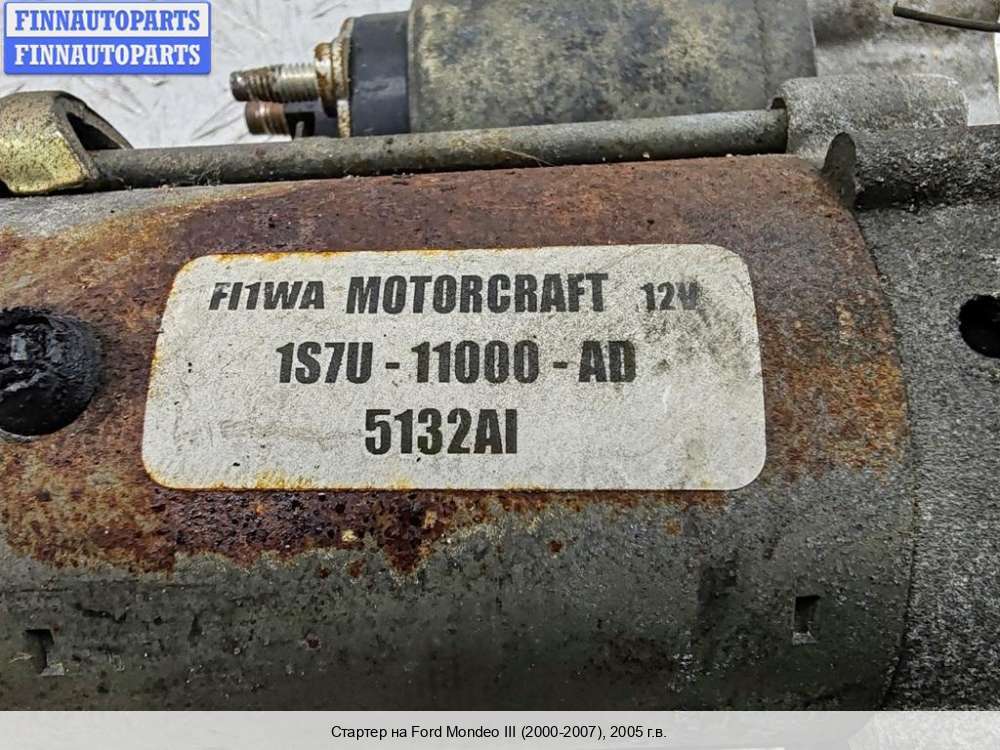 FINNAUTOPARTS
FINNAUTOPARTS
FI1WA MOTORCRAFT 12V
1S7U - 11000 - AD
5132AI
Стартер на Ford Mondeo III (2000-2007), 2005 г.в.